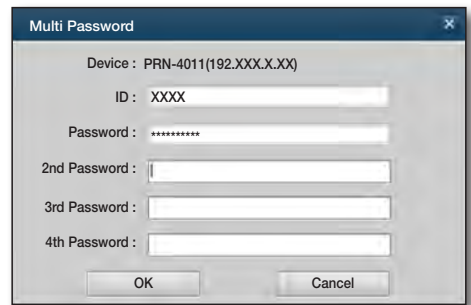 Multi Password
Device : PRN-4011(192.XXX.X.XX)
ID : XXXX
Password : **********
2nd Password :
3rd Password :
4th Password :
OK Cancel